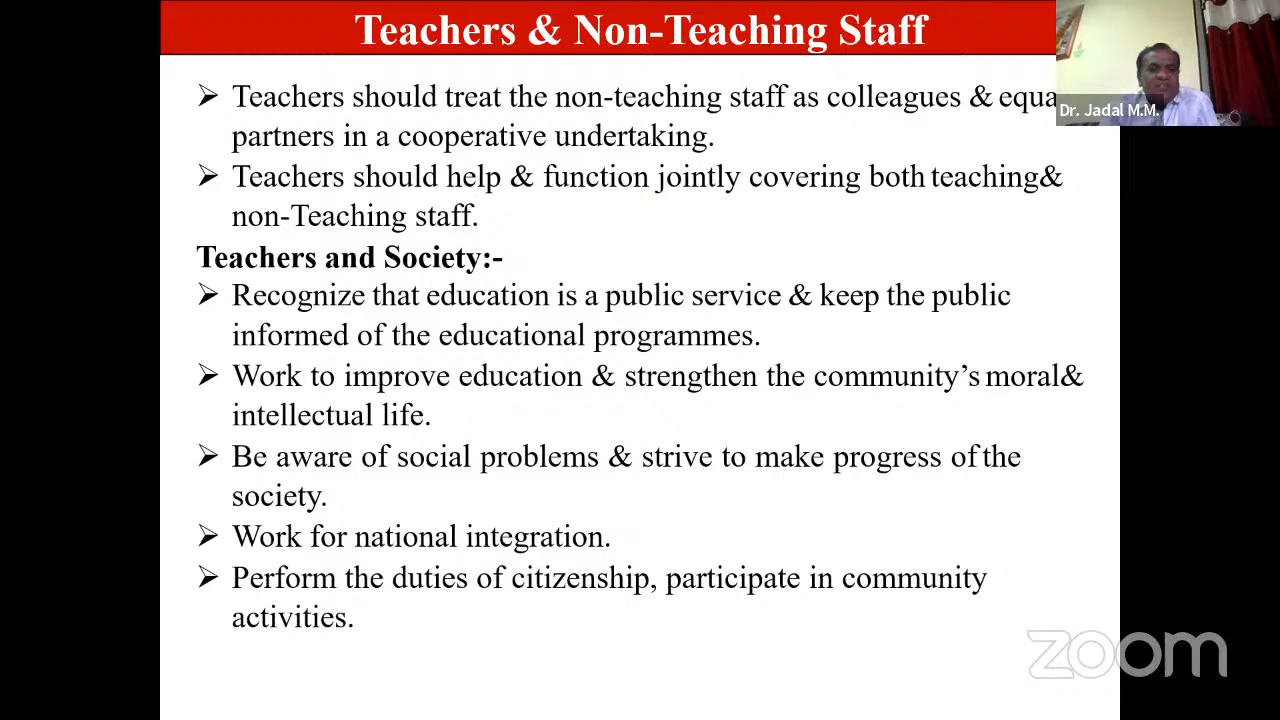 Teachers & Non-Teaching Staff
Teachers should treat the non-teaching staff as colleagues & equa
partners in a cooperative undertaking.
Teachers should help & function jointly covering both teaching&
non-Teaching staff.
Teachers and Society:-
Recognize that education is a public service & keep the public
informed of the educational programmes.
Work to improve education & strengthen the community’s moral&
intellectual life.
Be aware of social problems & strive to make progress of the
society.
Work for national integration.
Perform the duties of citizenship, participate in community
activities.
Dr. Jadal M.M.
zoom